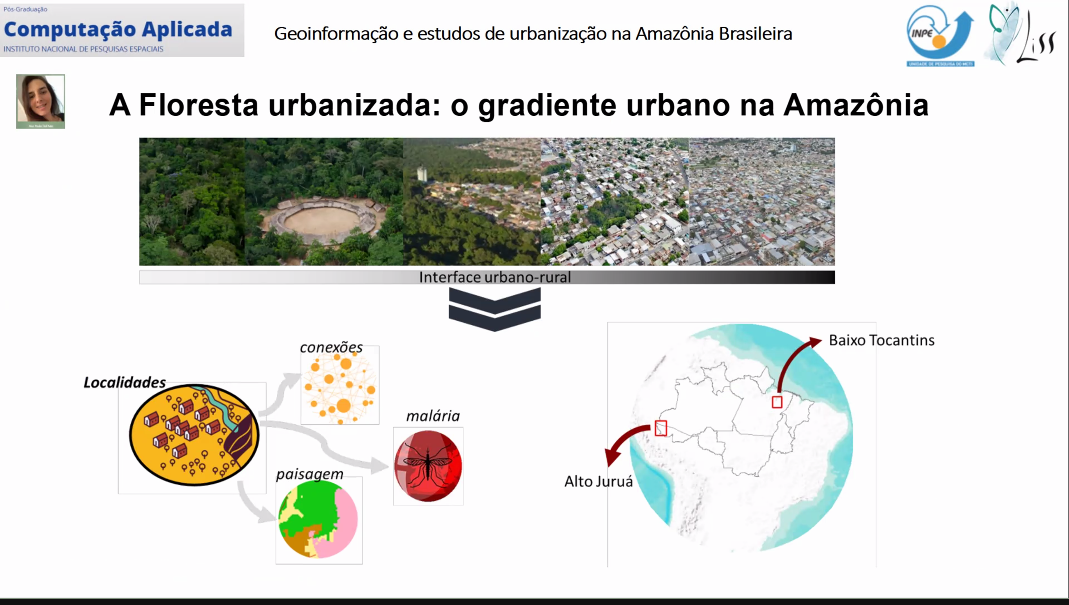 Pós-Graduação
Computação Aplicada
INSTITUTO NACIONAL DE PESQUISAS ESPACIAIS
Geoinformação e estudos de urbanização na Amazônia Brasileira
INPE
UNIDADE DE PESQUISA DO MCTI
Liss
A Floresta urbanizada: o gradiente urbano na Amazônia
Interface urbano-rural
conexões
Localidades
malária
paisagem
Baixo Tocantins
Alto Juruá